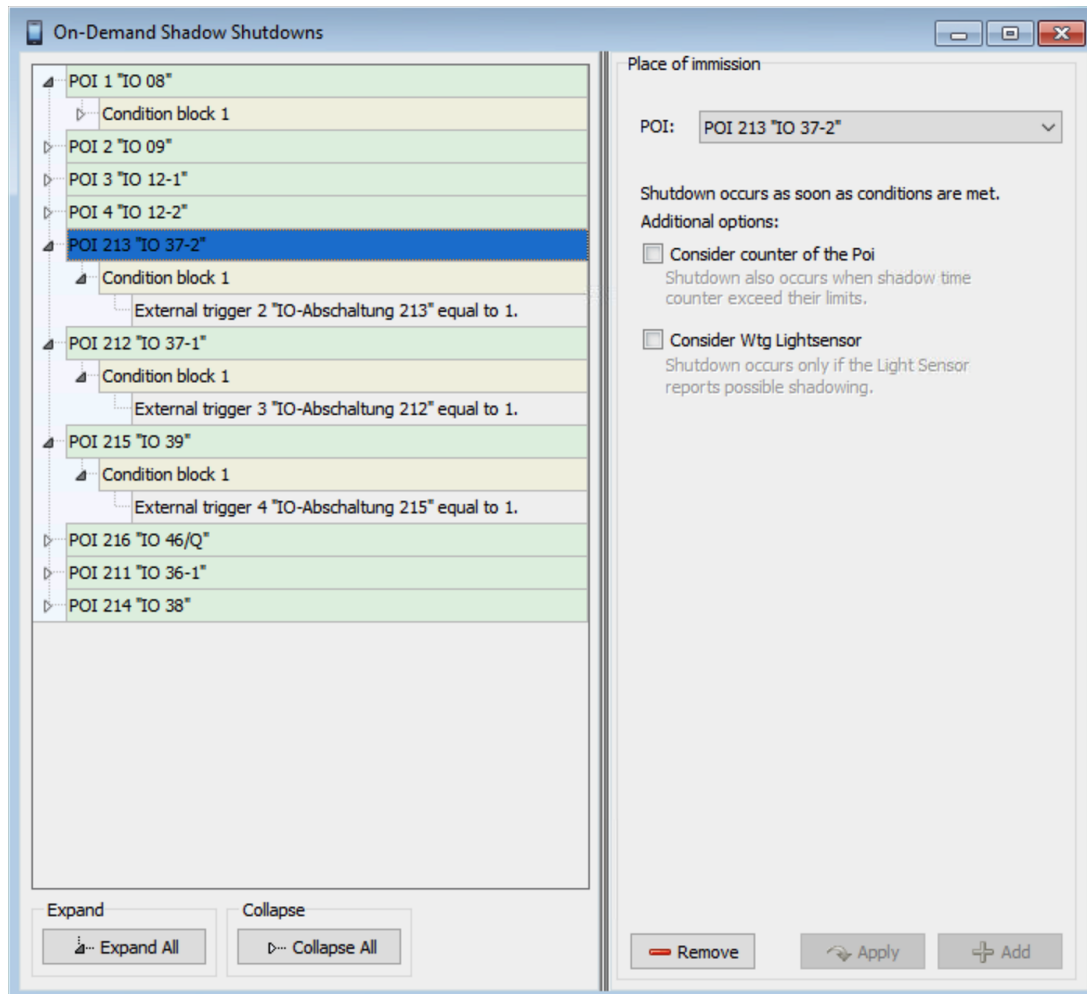 On-Demand Shadow Shutdowns
POI 1 "IO 08"
Condition block 1
POI 2 "IO 09"
POI 3 "IO 12-1"
POI 4 "IO 12-2"
POI 213 "IO 37-2"
Condition block 1
External trigger 2 "IO-Abschaltung 213" equal to 1.
POI 212 "IO 37-1"
Condition block 1
External trigger 3 "IO-Abschaltung 212" equal to 1.
POI 215 "IO 39"
Condition block 1
External trigger 4 "IO-Abschaltung 215" equal to 1.
POI 216 "IO 46/Q"
POI 211 "IO 36-1"
POI 214 "IO 38"
Expand
Expand All
Collapse
Collapse All
Place of immission
POI: POI 213 "IO 37-2"
Shutdown occurs as soon as conditions are met.
Additional options:
Consider counter of the Poi
Shutdown also occurs when shadow time
counter exceed their limits.
Consider Wtg Lightsensor
Shutdown occurs only if the Light Sensor
reports possible shadowing.
Remove
Apply
Add